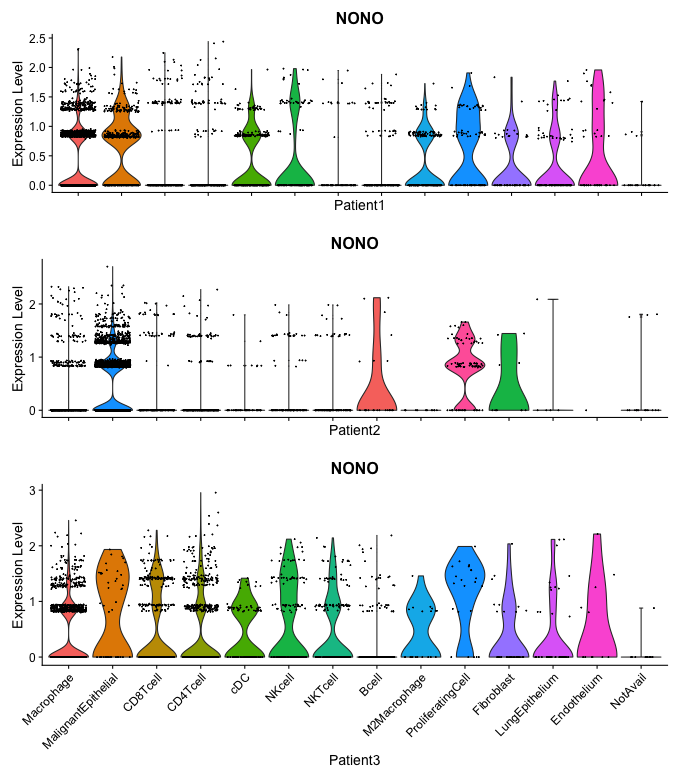 NONO
Expression Level
2.5
2.0
1.5
1.0
0.5
0.0
Patient1
NONO
Expression Level
2
1
0
Patient2
NONO
Expression Level
3
2
1
0
Macrophage
MalignantEpithelial
CD8Tcell
CD4Tcell
cDC
NKcell
NKTcell
Bcell
M2Macrophage
ProliferatingCell
Fibroblast
LungEpithelium
Endothelium
NotAvail
Patient3